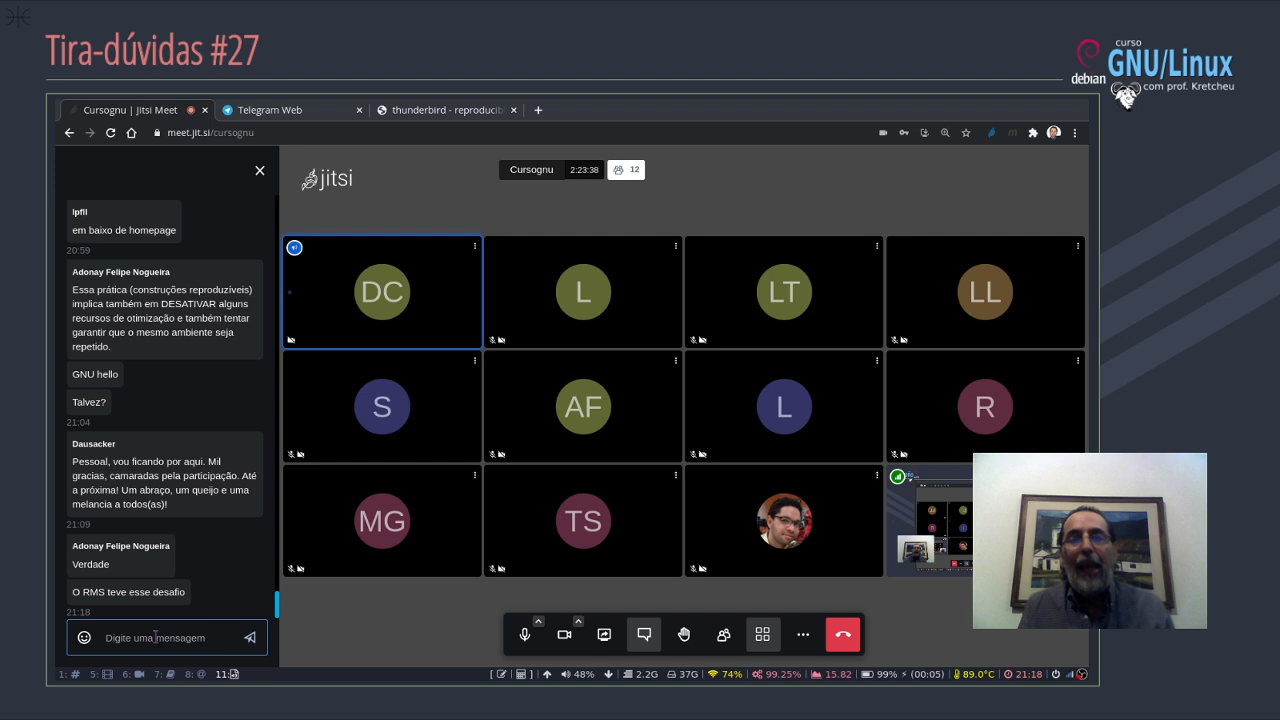 Tira-dúvidas #27
curso
GNU/Linux
debian
com prof. Kretcheu
Cursognu | Jitsi Meet
Telegram Web
thunderbird - reproducib
meet.jit.si/cursognu
jitsi
Cursognu 2:23:38 12
lpfll
em baixo de homepage
20:59
Adonay Felipe Nogueira
Essa prática (construções reproduzíveis)
implica também em DESATIVAR alguns
recursos de otimização e também tentar
garantir que o mesmo ambiente seja
repetido.
GNU hello
Talvez?
21:04
Dausacker
Pessoal, vou ficando por aqui. Mil
gracias, camaradas pela participação. Até
a próxima! Um abraço, um queijo e uma
melancia a todos(as)!
21:09
Adonay Felipe Nogueira
Verdade
O RMS teve esse desafio
21:18
Digite uma mensagem
DC L LT LL
S AF L R
MG TS
1: # 5: 6: 7: 8: @ 11: [ ] 48% 2.2G 37G 74% 99.25% 15.82 99% (00:05) 89.0°C 21:18